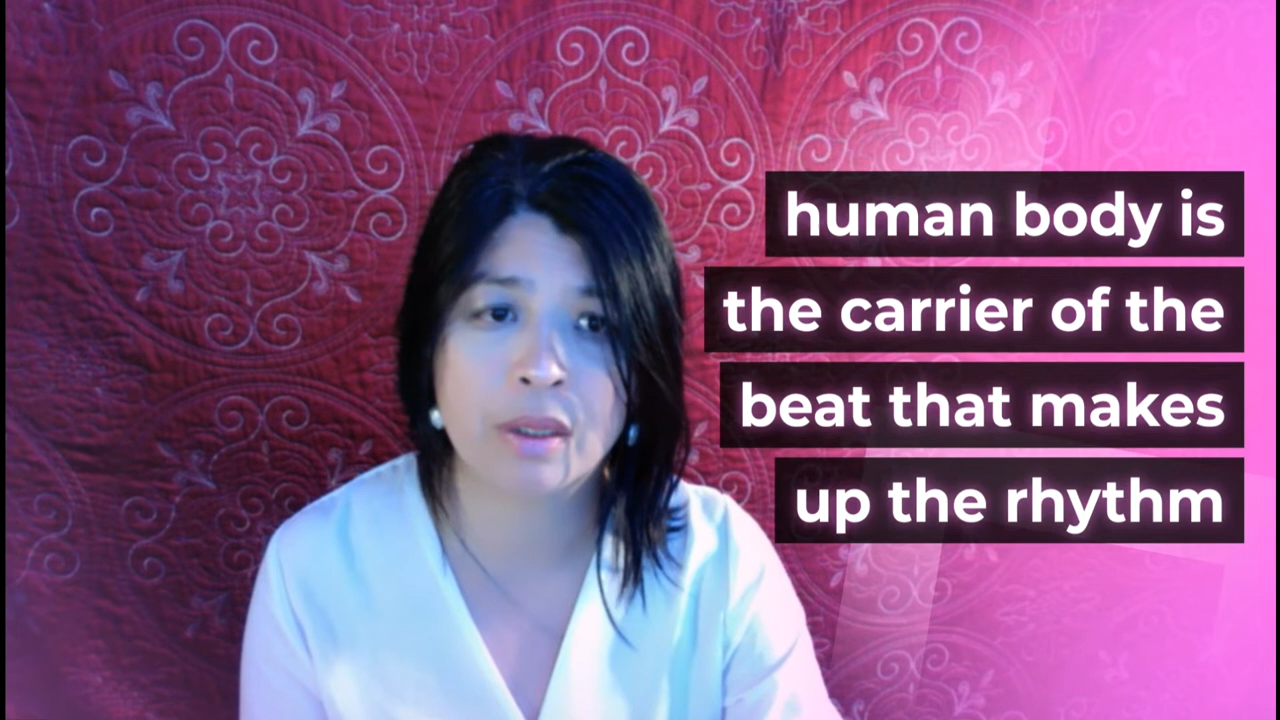 human body is
the carrier of the
beat that makes
up the rhythm